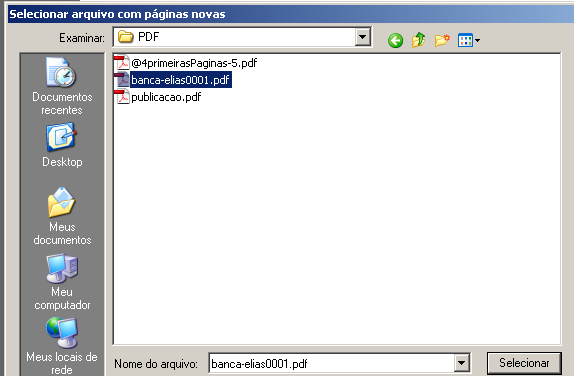 Selecionar arquivo com páginas novas
Examinar:
PDF
@4primeirasPaginas-5.pdf
banca-elias0001.pdf
publicacao.pdf
Documentos
recentes
Desktop
Meus
documentos
Meu
computador
Meus locais de
rede
Nome do arquivo:
banca-elias0001.pdf
Selecionar